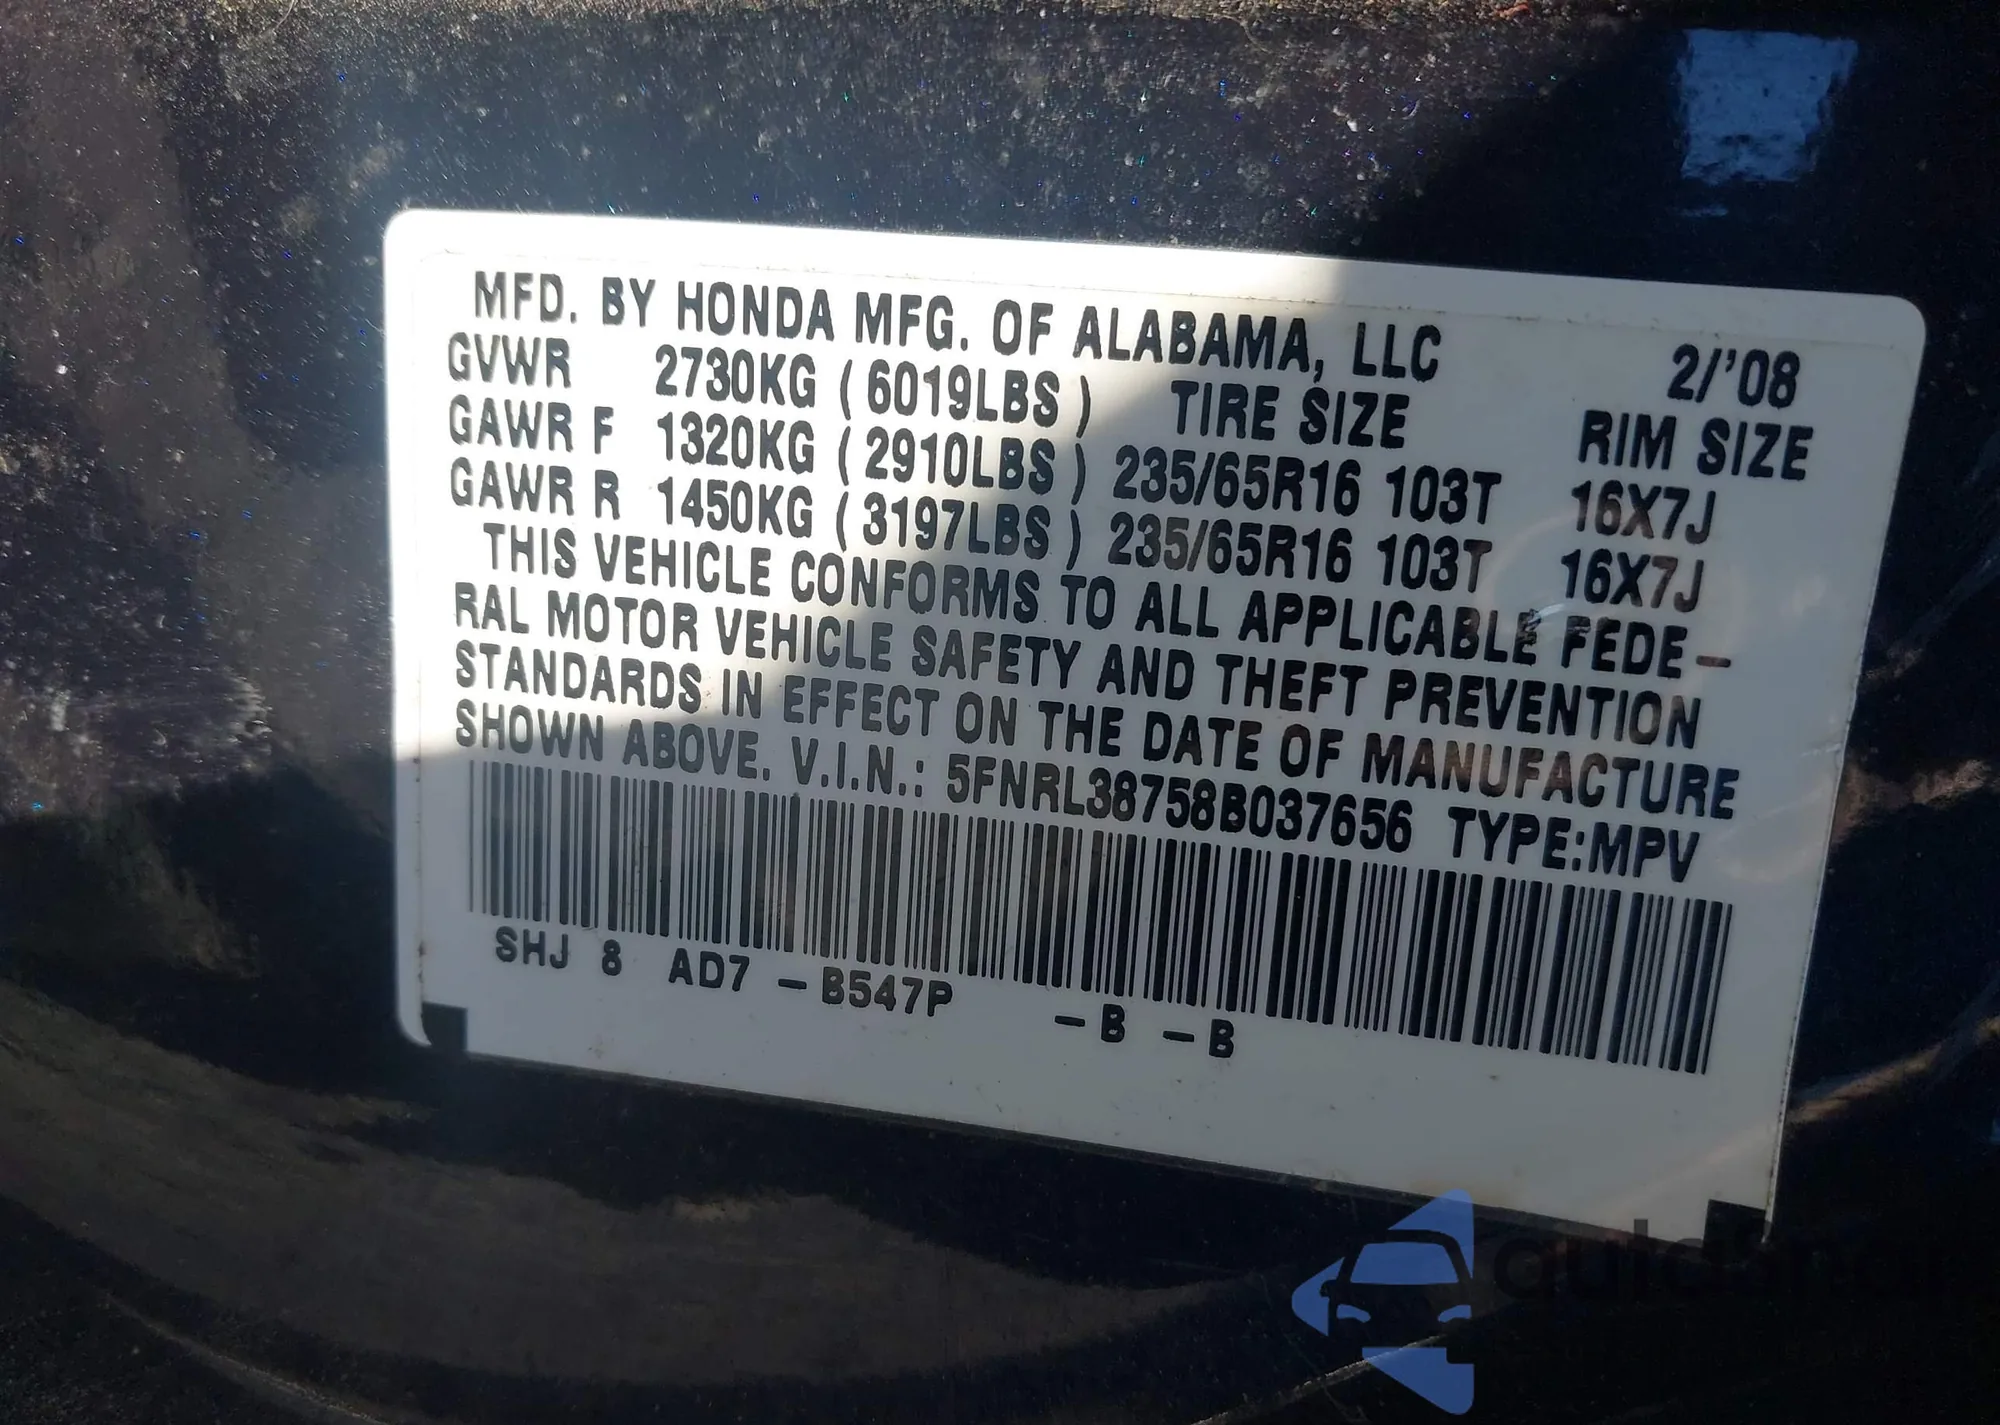 MFD. BY HONDA MFG. OF ALABAMA, LLC 2/'08
GVWR 2730KG ( 6019LBS ) TIRE SIZE RIM SIZE
GAWR F 1320KG ( 2910LBS ) 235/65R16 103T 16X7J
GAWR R 1450KG ( 3197LBS ) 235/65R16 103T 16X7J
THIS VEHICLE CONFORMS TO ALL APPLICABLE FEDE-
RAL MOTOR VEHICLE SAFETY AND THEFT PREVENTION
STANDARDS IN EFFECT ON THE DATE OF MANUFACTURE
SHOWN ABOVE. V.I.N.: 5FNRL38758B037656 TYPE:MPV
SHJ 8 AD7 -B547P -B -B